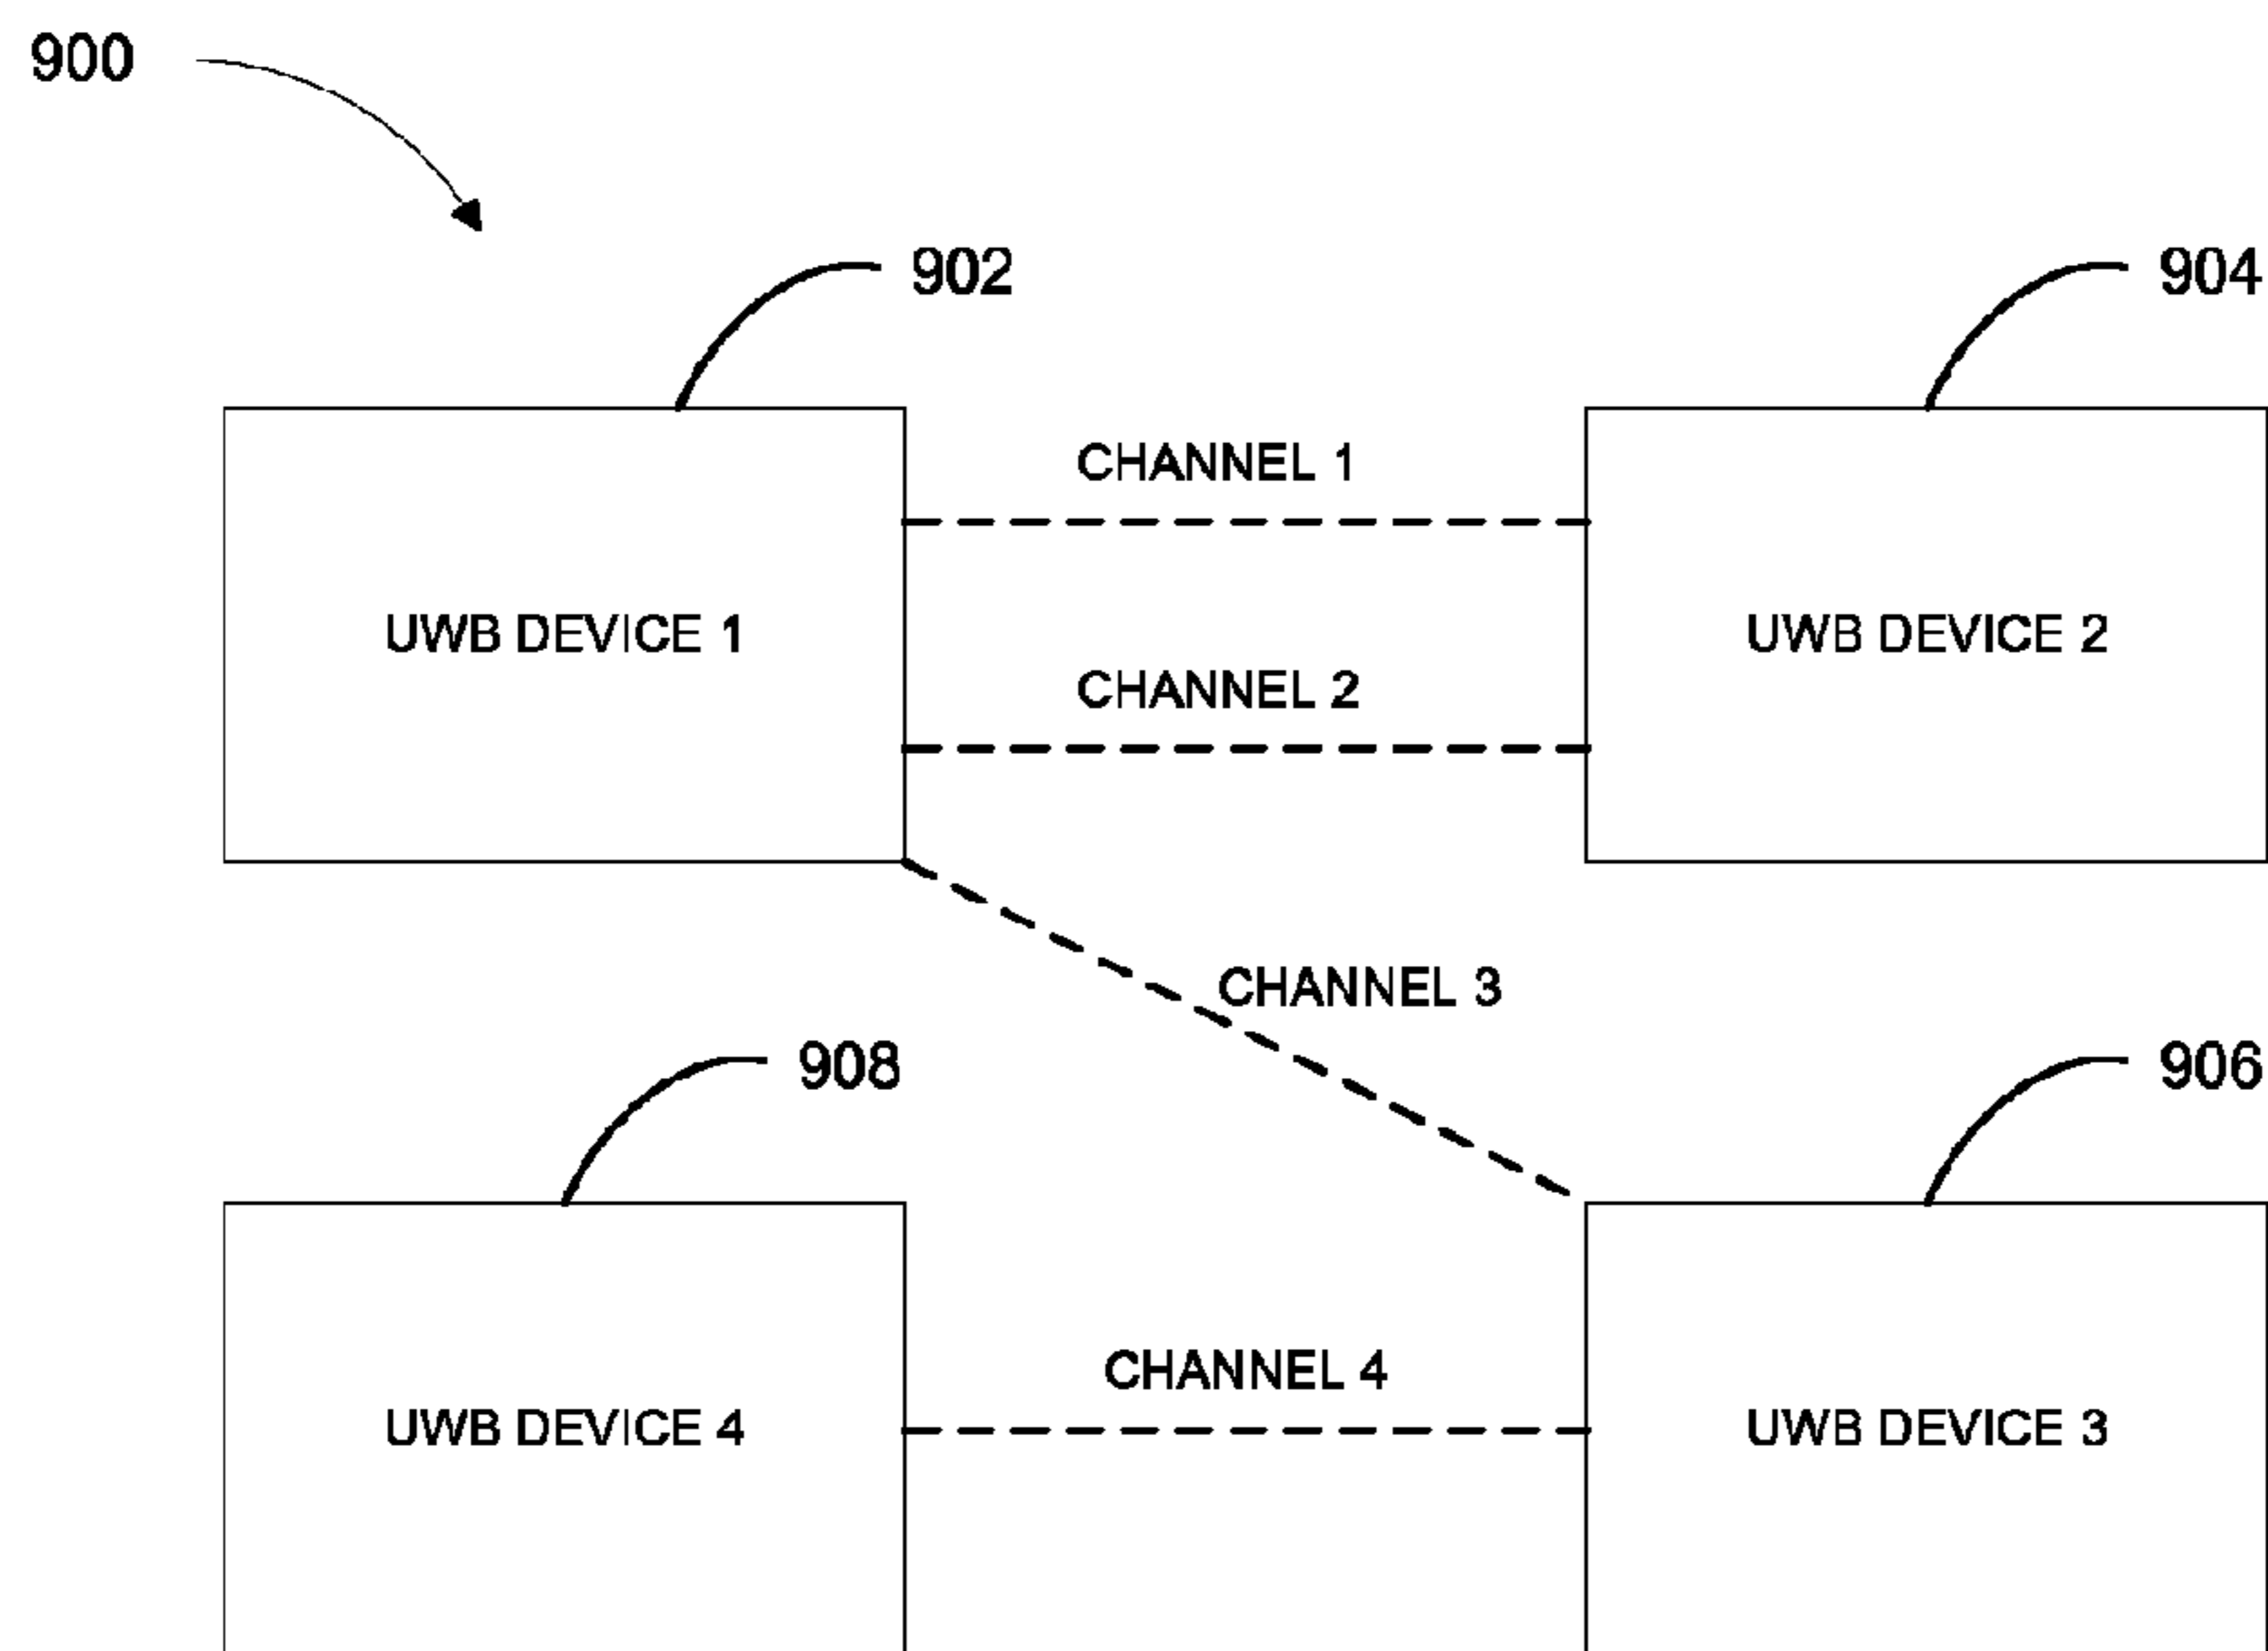 900
902
904
CHANNEL 1
UWB DEVICE 1
UWB DEVICE 2
CHANNEL 2
CHANNEL 3
908
906
CHANNEL 4
UWB DEVICE 4
UWB DEVICE 3